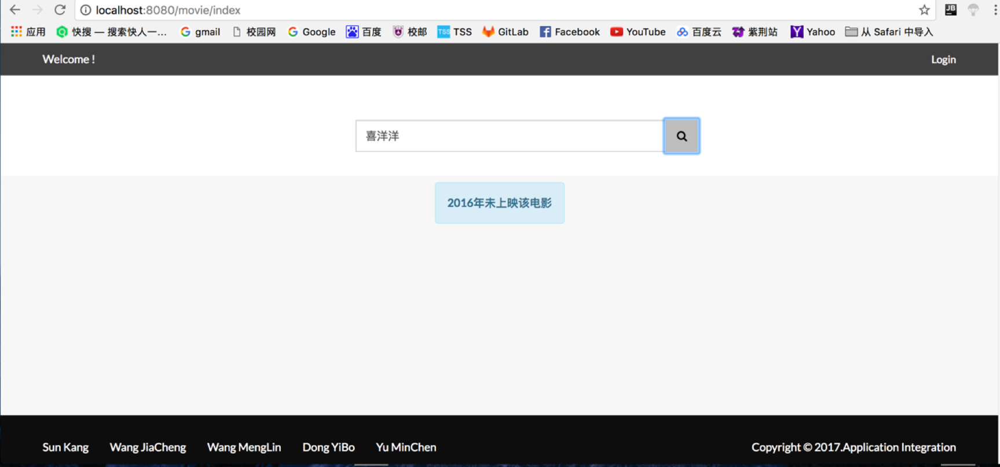 localhost:8080/movie/index JB
应用 快搜 — 搜索快人一... gmail 校园网 Google 百度 校邮 TSS TSS GitLab Facebook YouTube 百度云 紫荆站 Yahoo 从 Safari 中导入
Welcome ! Login
喜洋洋
2016年未上映该电影
Sun Kang Wang JiaCheng Wang MengLin Dong YiBo Yu MinChen Copyright © 2017.Application Integration